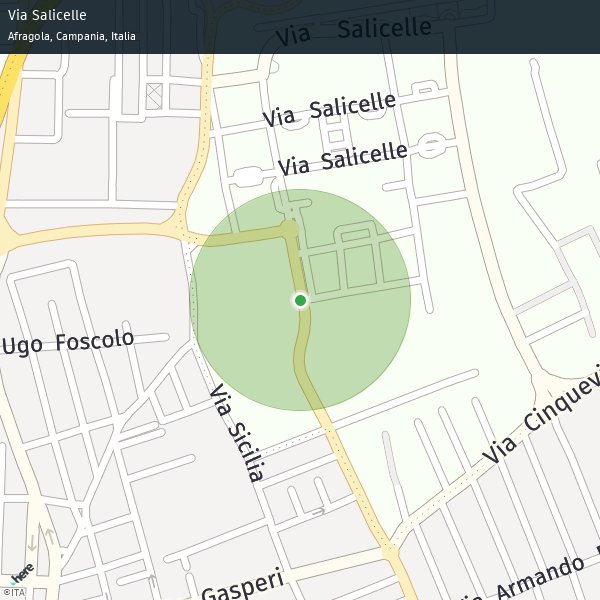 Via Salicelle
Afragola, Campania, Italia
Via Salicelle
Via Salicelle
Via Salicelle
Ugo Foscolo
Via Sicilia
Via Cinquevi
Gasperi
Via Armando
here
©ITA